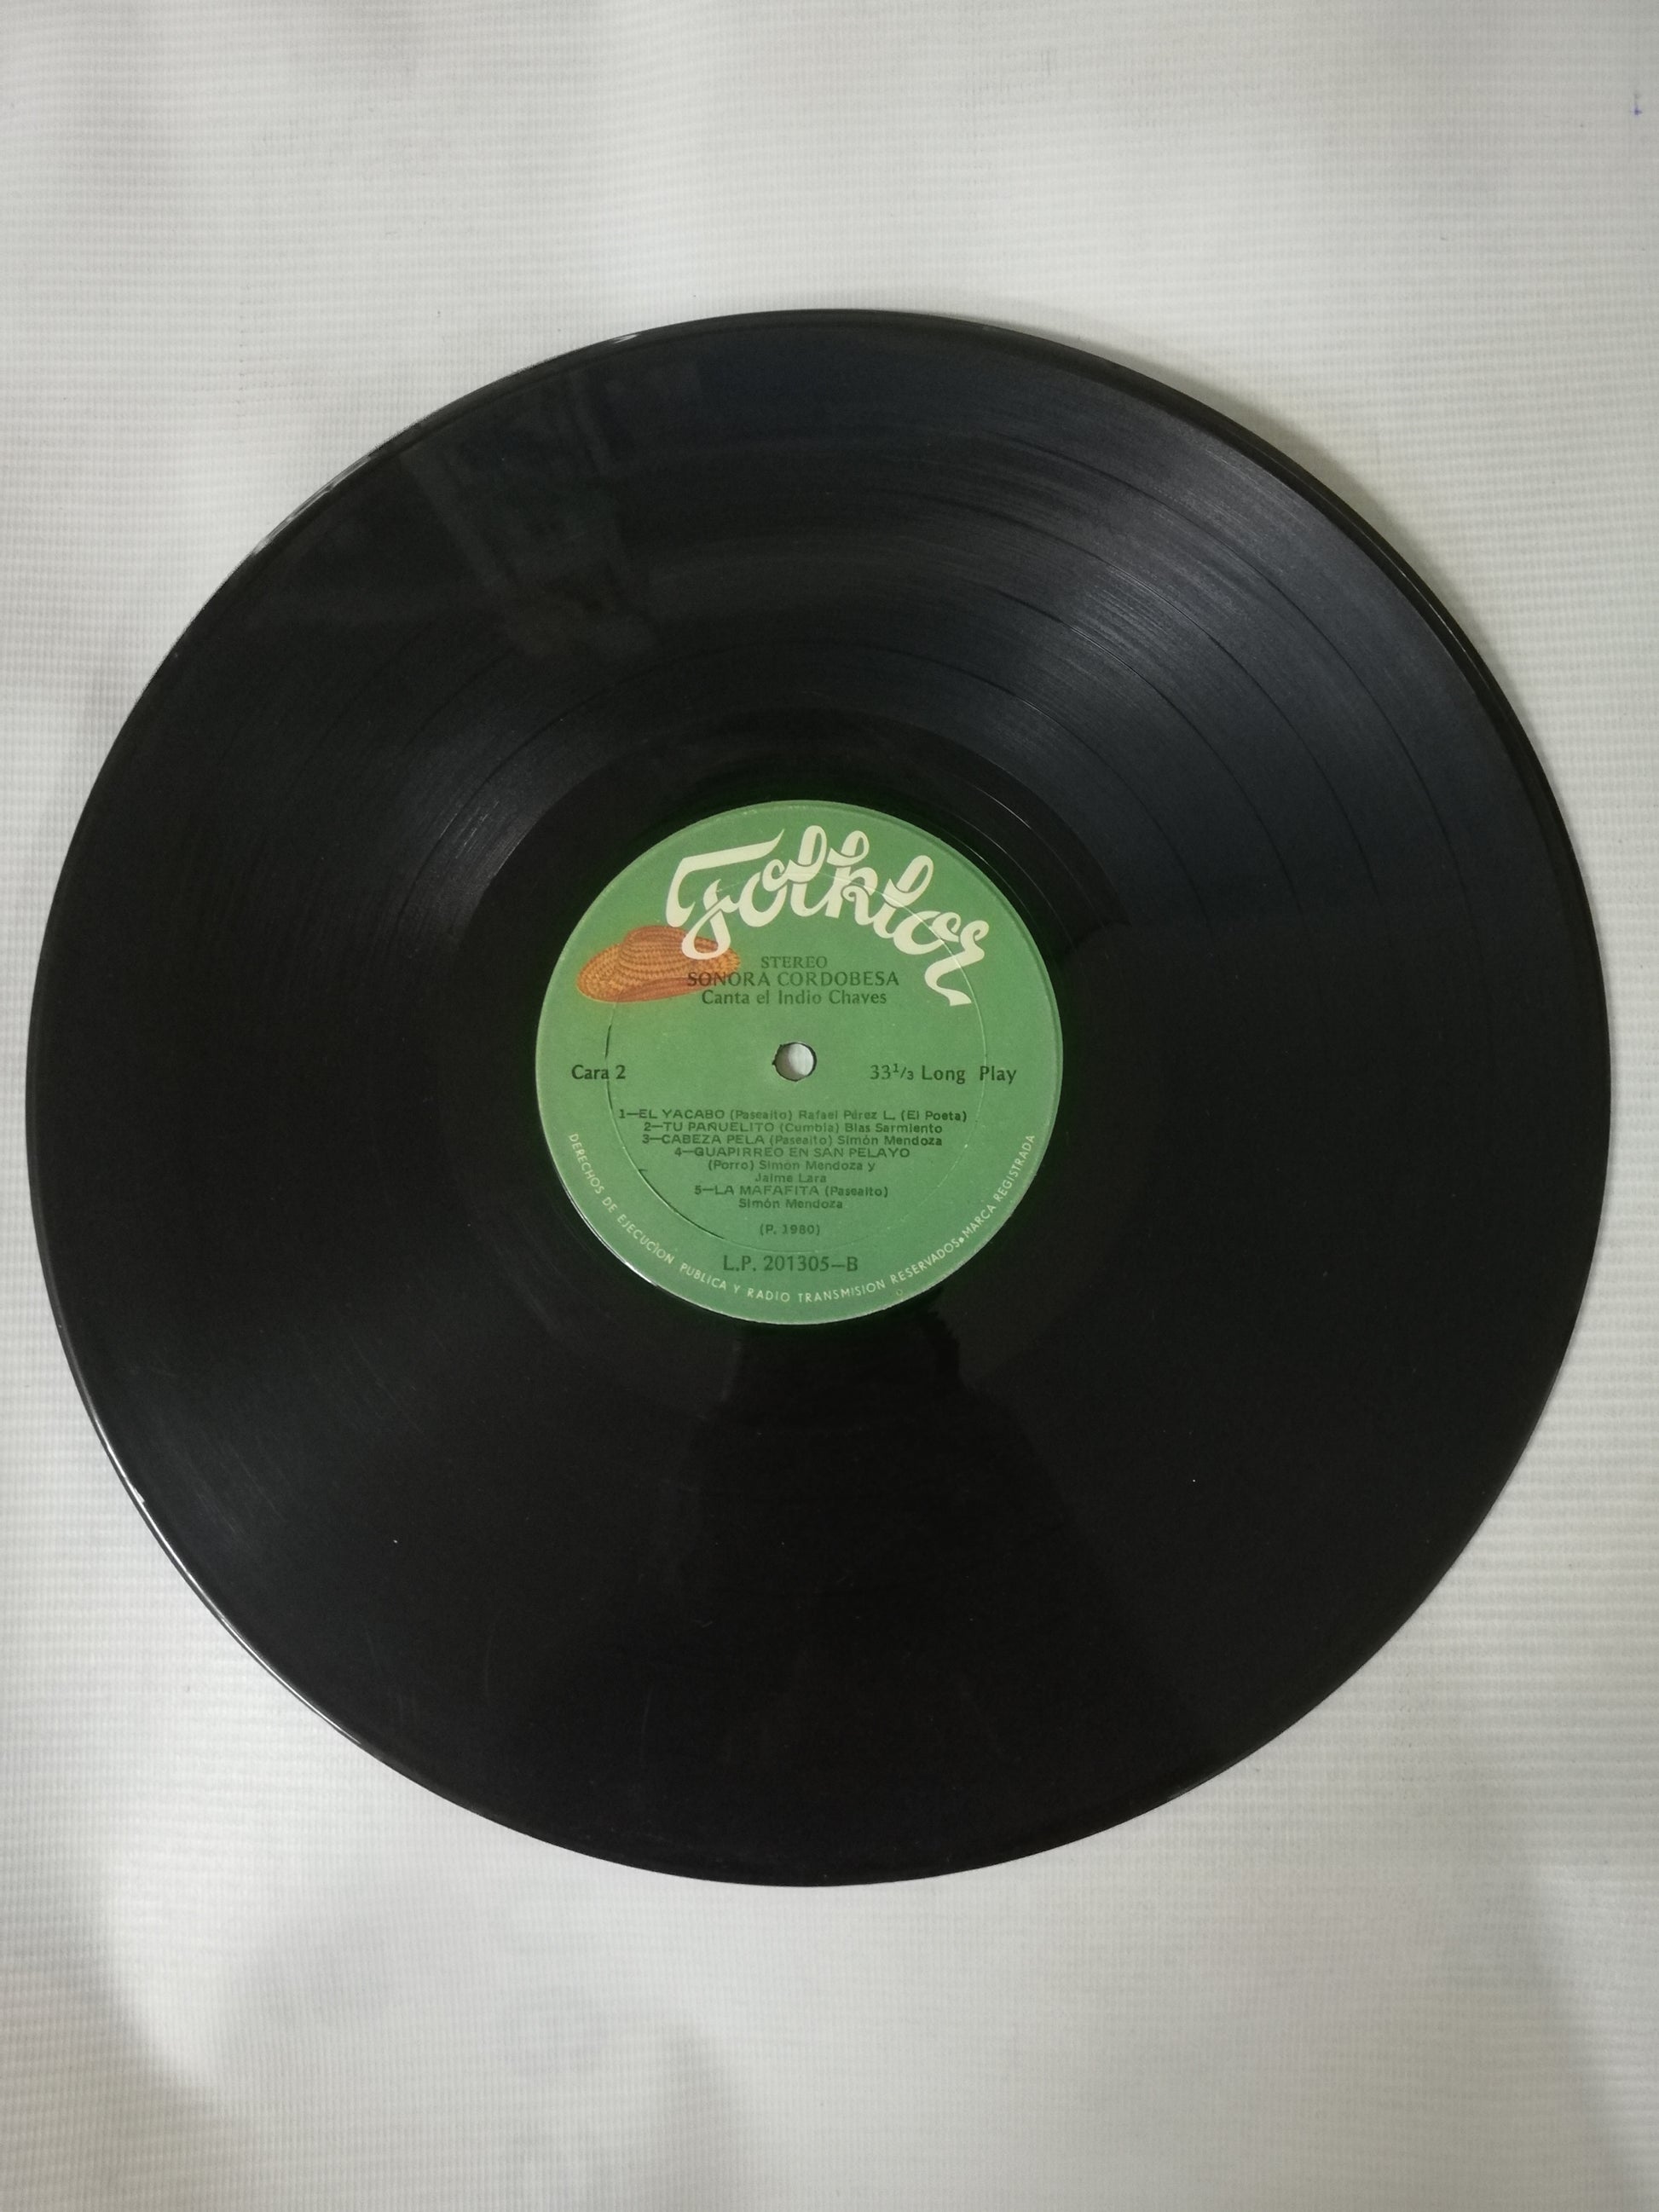 Folklor
STEREO
SONORA CORDOBESA
Canta el Indio Chaves
Cara 2
33 1/3 Long Play
1—EL YACABO (Paseaito) Rafael Pérez L. (El Poeta)
2—TU PAÑUELITO (Cumbia) Blas Sarmiento
3—CABEZA PELA (Paseaito) Simón Mendoza
4—GUAPIRREO EN SAN PELAYO
(Porro) Simón Mendoza y
Jaime Lara
5—LA MAFAFITA (Paseaito)
Simón Mendoza
(P. 1980)
L.P. 201305—B
DERECHOS DE EJECUCION PUBLICA Y RADIO TRANSMISION RESERVADOS•MARCA REGISTRADA